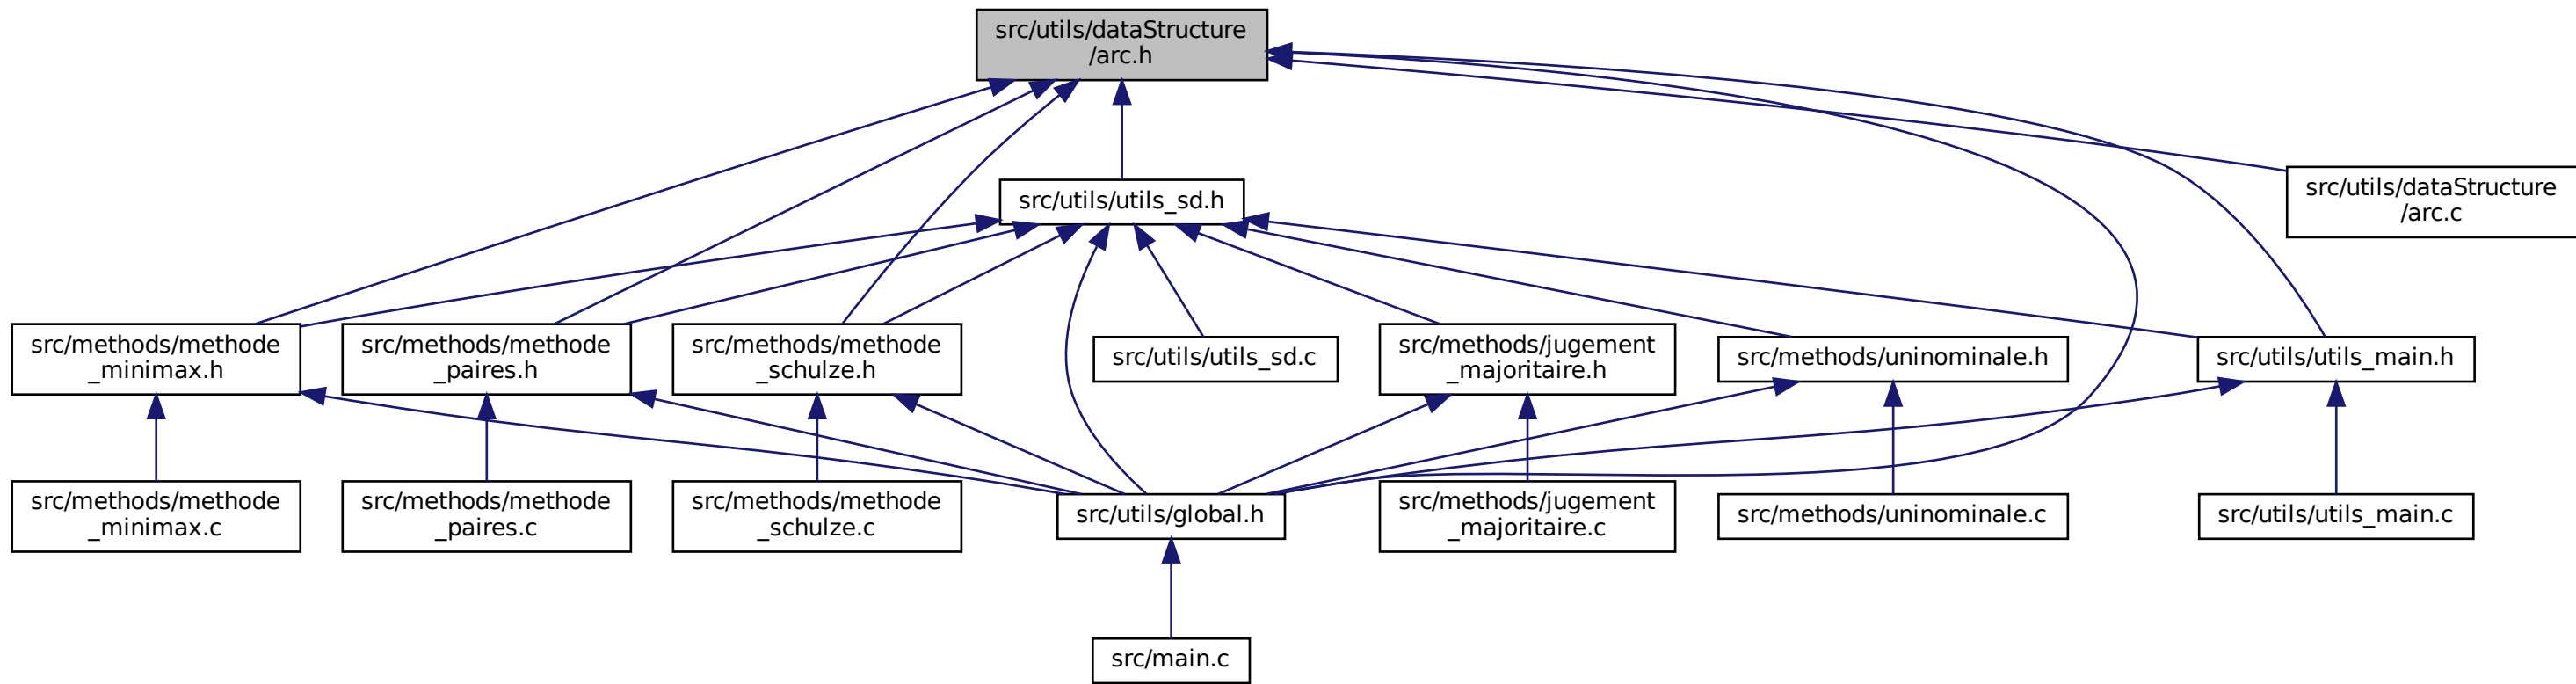 src/utils/dataStructure
/arc.h
src/utils/dataStructure
/arc.c
src/utils/utils_sd.h
src/methods/methode
_minimax.h
src/methods/methode
_paires.h
src/methods/methode
_schulze.h
src/utils/utils_sd.c
src/methods/jugement
_majoritaire.h
src/methods/uninominale.h
src/utils/utils_main.h
src/methods/methode
_minimax.c
src/methods/methode
_paires.c
src/methods/methode
_schulze.c
src/utils/global.h
src/methods/jugement
_majoritaire.c
src/methods/uninominale.c
src/utils/utils_main.c
src/main.c